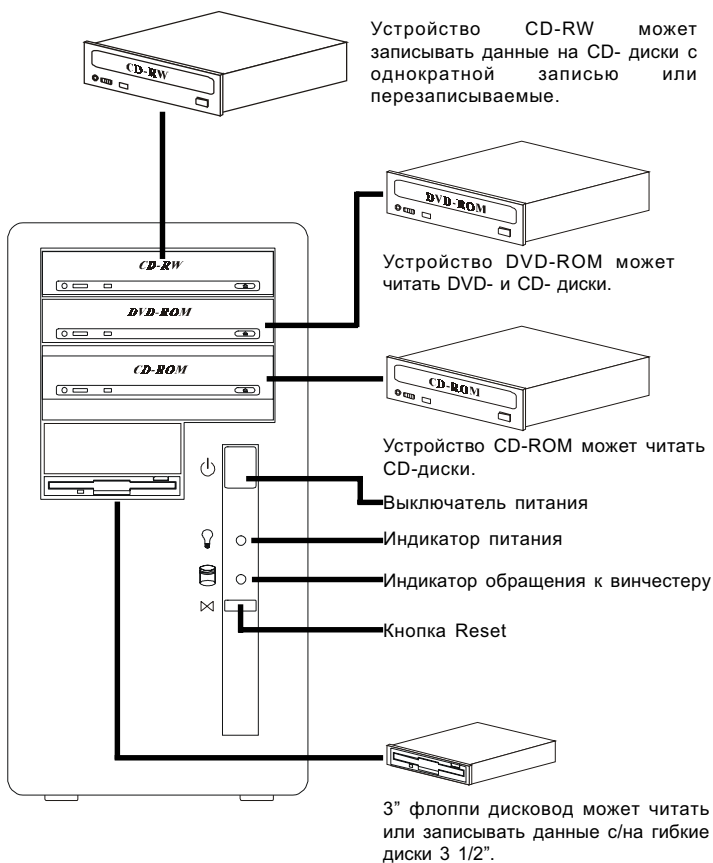 Устройство CD-RW может
записывать данные на CD- диски с
однократной записью или
перезаписываемые.
CD-RW
DVD-ROM
Устройство DVD-ROM может
читать DVD- и CD- диски.
CD-RW
DVD-ROM
CD-ROM
CD-ROM
Устройство CD-ROM может читать
CD-диски.
Выключатель питания
Индикатор питания
Индикатор обращения к винчестеру
Кнопка Reset
3” флоппи дисковод может читать
или записывать данные с/на гибкие
диски 3 1/2”.